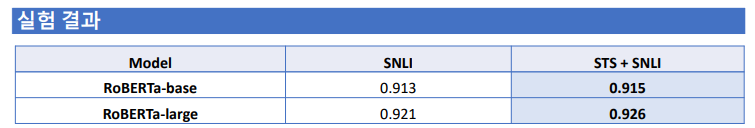 실험 결과
Model SNLI STS + SNLI
RoBERTa-base 0.913 0.915
RoBERTa-large 0.921 0.926